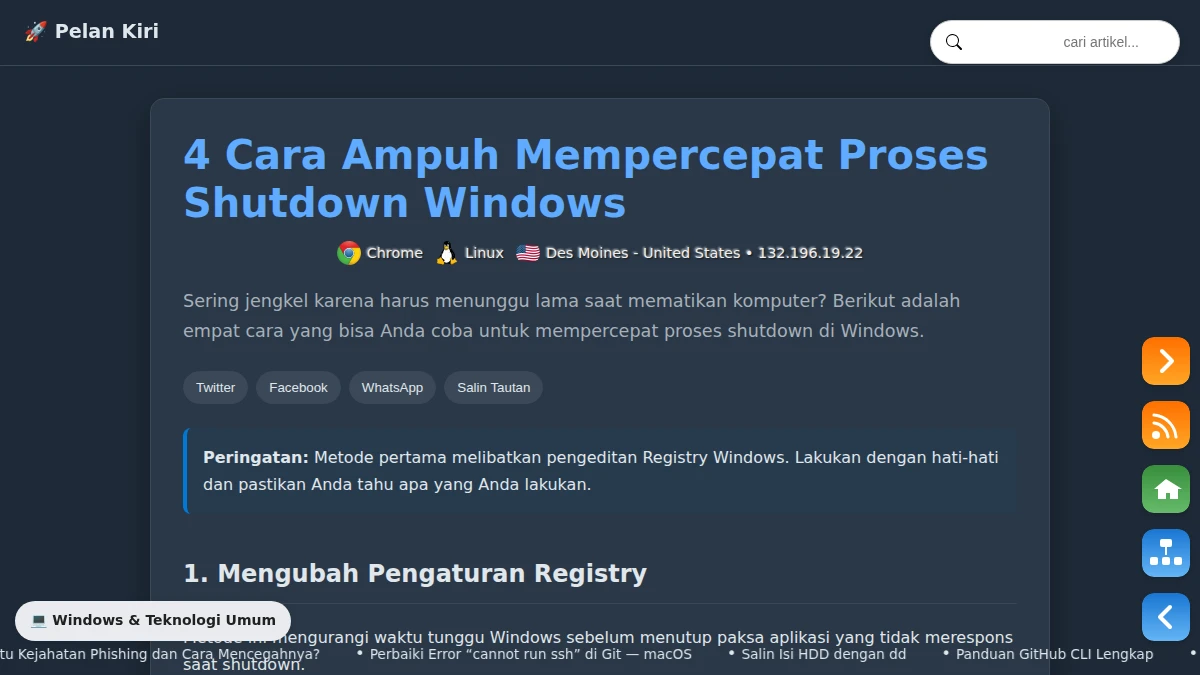 🚀 Pelan Kiri
cari artikel...
4 Cara Ampuh Mempercepat Proses
Shutdown Windows
Chrome Linux Des Moines - United States • 132.196.19.22
Sering jengkel karena harus menunggu lama saat mematikan komputer? Berikut adalah
empat cara yang bisa Anda coba untuk mempercepat proses shutdown di Windows.
Twitter Facebook WhatsApp Salin Tautan
Peringatan: Metode pertama melibatkan pengeditan Registry Windows. Lakukan dengan hati-hati
dan pastikan Anda tahu apa yang Anda lakukan.
1. Mengubah Pengaturan Registry
💻 Windows & Teknologi Umum
mengurangi waktu tunggu Windows sebelum menutup paksa aplikasi yang tidak merespons
saat shutdown.
tu Kejahatan Phishing dan Cara Mencegahnya? • Perbaiki Error “cannot run ssh” di Git — macOS • Salin Isi HDD dengan dd • Panduan GitHub CLI Lengkap •